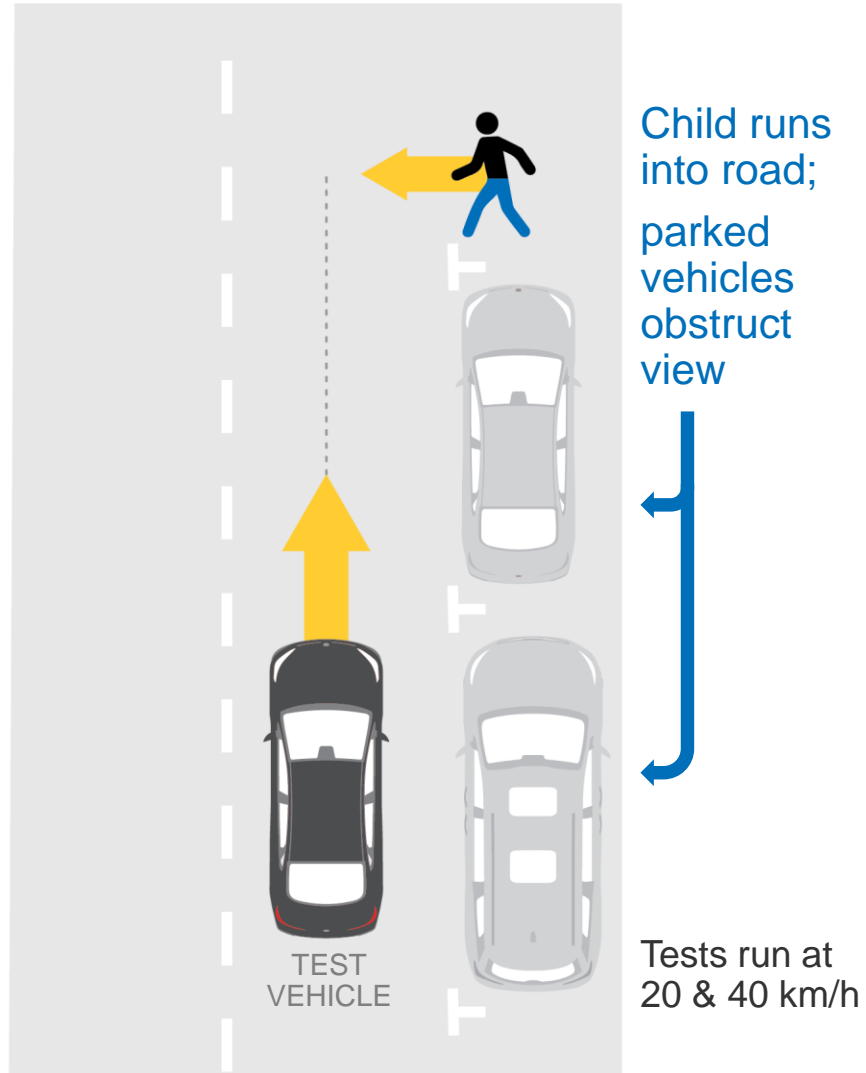 Child runs
into road;
parked
vehicles
obstruct
view
TEST
VEHICLE
Tests run at
20 & 40 km/h